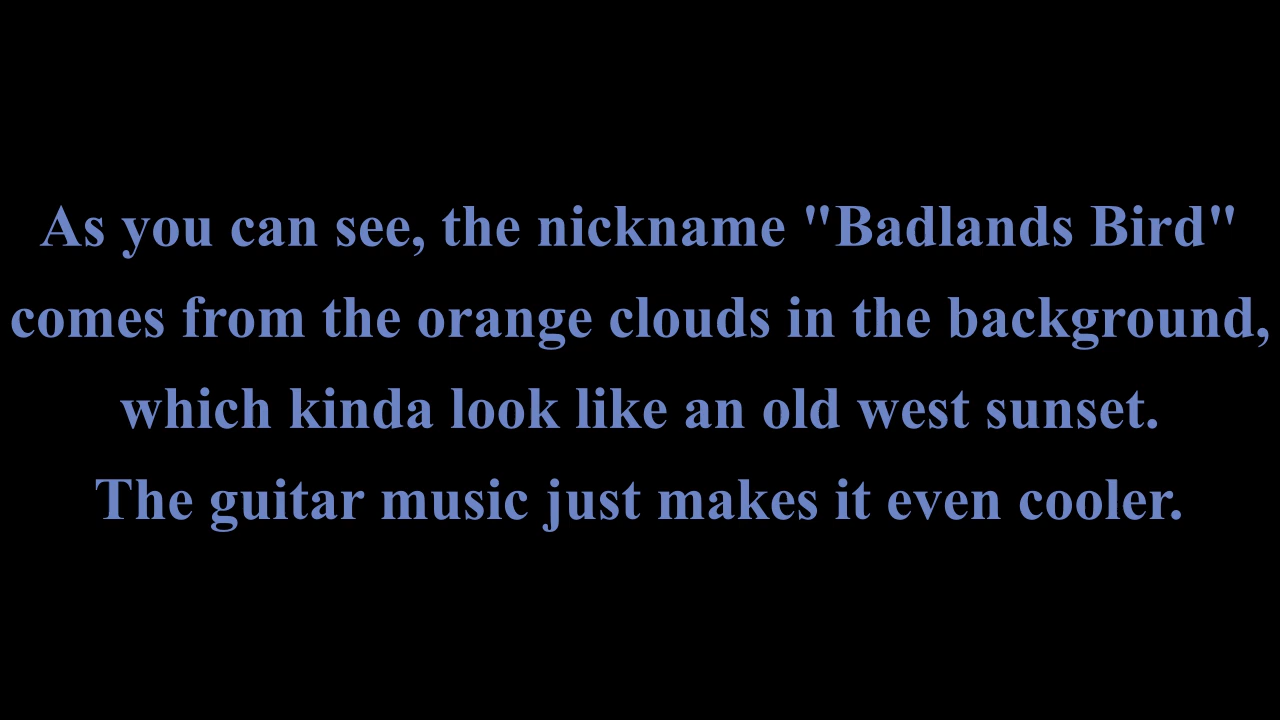 As you can see, the nickname "Badlands Bird"
comes from the orange clouds in the background,
which kinda look like an old west sunset.
The guitar music just makes it even cooler.